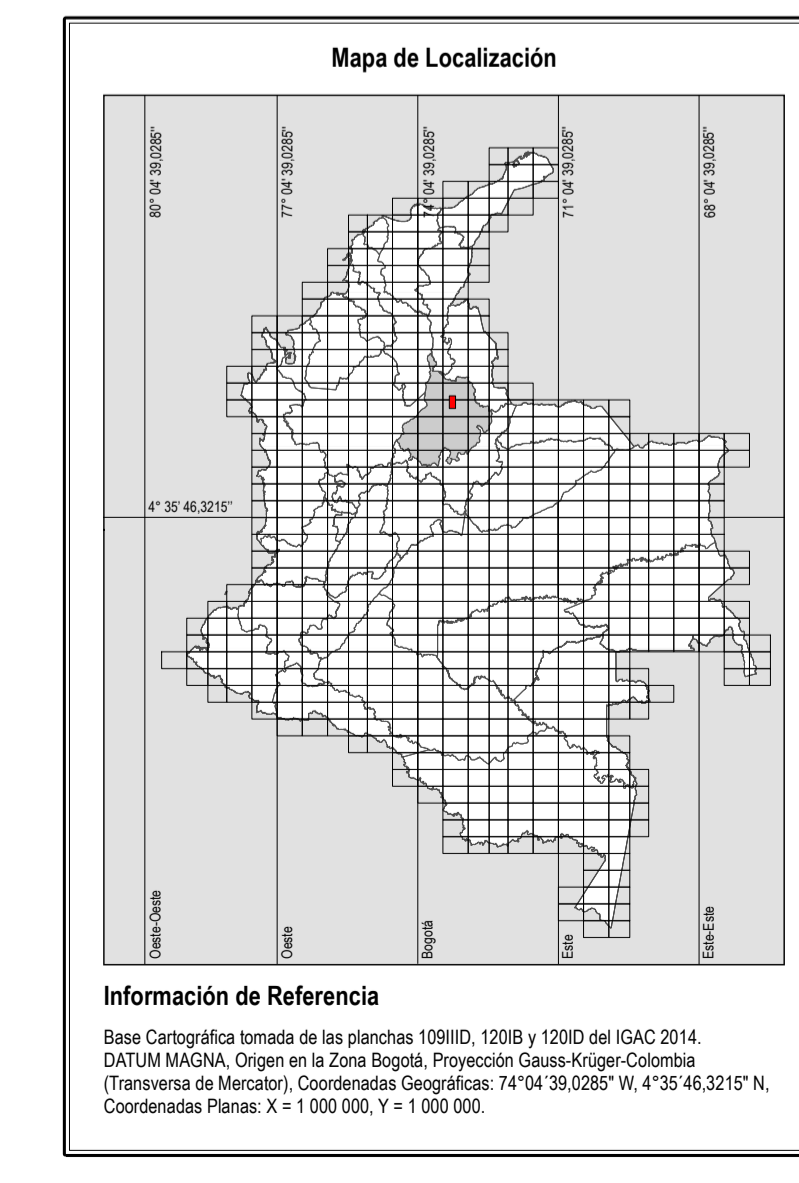 Mapa de Localización
80° 04' 39,0285"
77° 04' 39,0285"
74° 04' 39,0285"
71° 04' 39,0285"
68° 04' 39,0285"
4° 35' 46,3215"
Oeste-Oeste
Oeste
Bogotá
Este
Este-Este
Información de Referencia
Base Cartográfica tomada de las planchas 109IIID, 120IB y 120ID del IGAC 2014.
DATUM MAGNA, Origen en la Zona Bogotá, Proyección Gauss-Krüger-Colombia
(Transversa de Mercator), Coordenadas Geográficas: 74°04´39,0285" W, 4°35´46,3215" N,
Coordenadas Planas: X = 1 000 000, Y = 1 000 000.